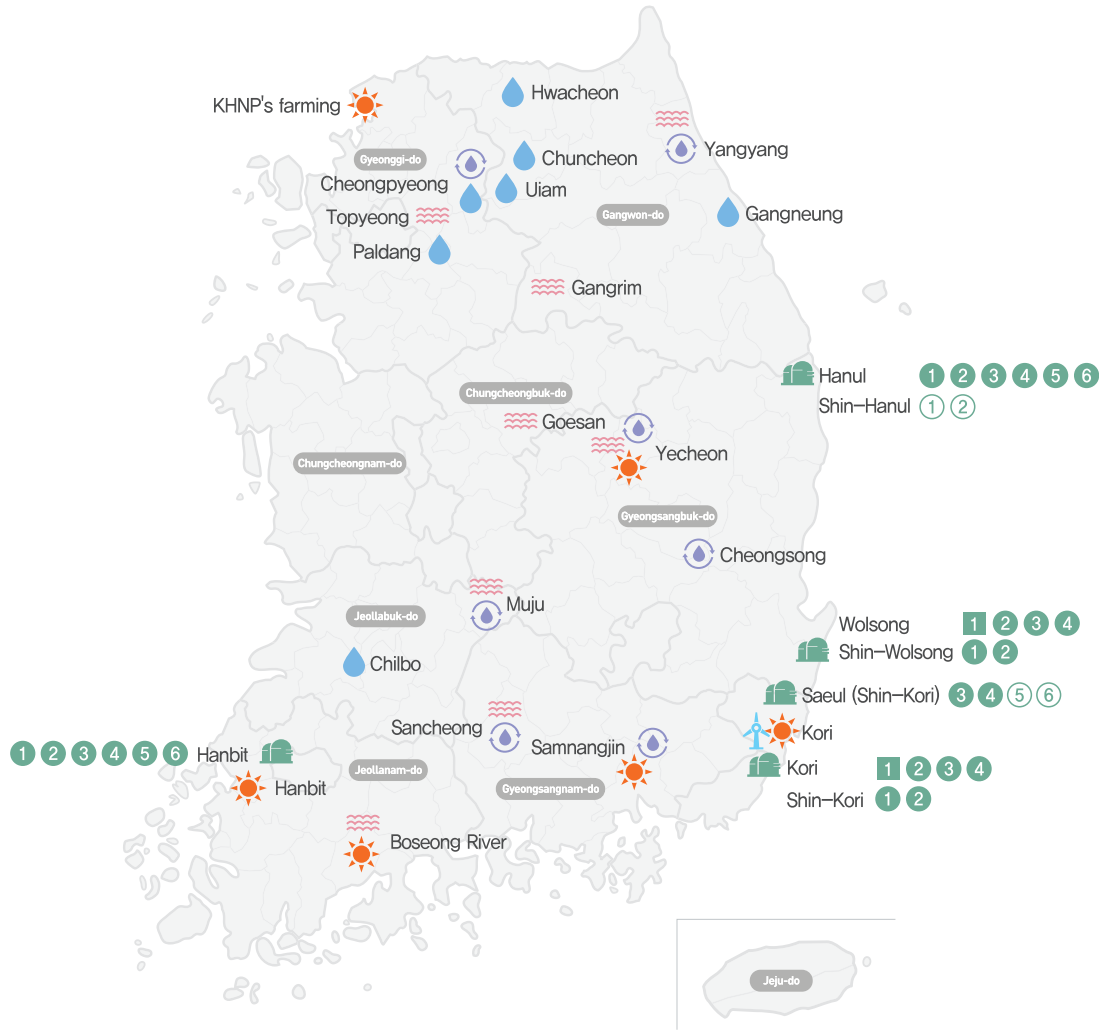 Hwacheon
KHNP's farming
Yangyang
Gyeonggi-do
Chuncheon
Cheongpyeong
Uiam
Topyeong
Gangwon-do
Gangneung
Paldang
Gangrim
Hanul 1 2 3 4 5 6
Shin-Hanul 1 2
Chungcheongbuk-do
Goesan
Yecheon
Chungcheongnam-do
Gyeongsangbuk-do
Cheongsong
Muju
Jeollabuk-do
Wolsong 1 2 3 4
Shin-Wolsong 1 2
Chilbo
Saeul (Shin-Kori) 3 4 5 6
Sancheong
Kori
Samnangjin
1 2 3 4 5 6 Hanbit
Jeollanam-do
Kori 1 2 3 4
Hanbit
Gyeongsangnam-do
Shin-Kori 1 2
Boseong River
Jeju-do